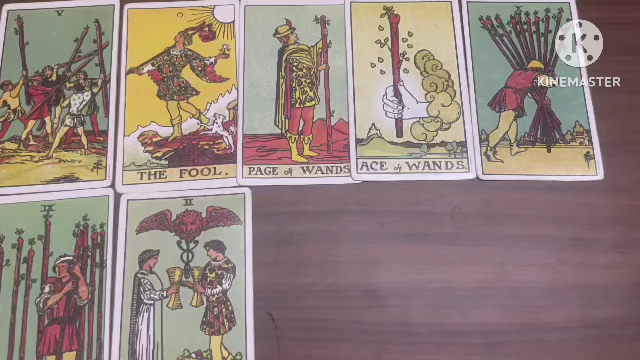 V
THE FOOL.
PAGE of WANDS
ACE of WANDS.
X
KINEMASTER
IX
II